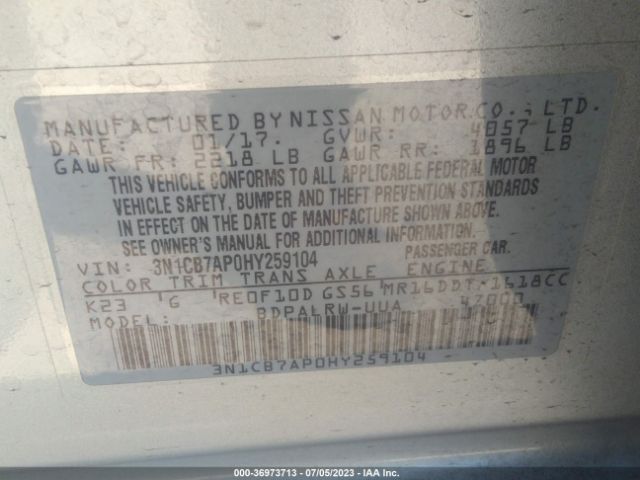 MANUFACTURED BY NISSAN MOTOR CO., LTD.
DATE: 01/17. GVWR: 4057 LB
GAWR FR: 2218 LB GAWR RR: 1896 LB
THIS VEHICLE CONFORMS TO ALL APPLICABLE FEDERAL MOTOR
VEHICLE SAFETY, BUMPER AND THEFT PREVENTION STANDARDS
IN EFFECT ON THE DATE OF MANUFACTURE SHOWN ABOVE.
SEE OWNER'S MANUAL FOR ADDITIONAL INFORMATION.
VIN: 3N1CB7AP0HY259104 PASSENGER CAR.
COLOR TRIM TRANS AXLE ENGINE
K23 'G 'RE0F10D GS56 MR16DDT 1618CC
MODEL: BDPALRW-UUA 47000
3N1CB7AP0HY259104
000-36973713 - 07/05/2023 - IAA Inc.